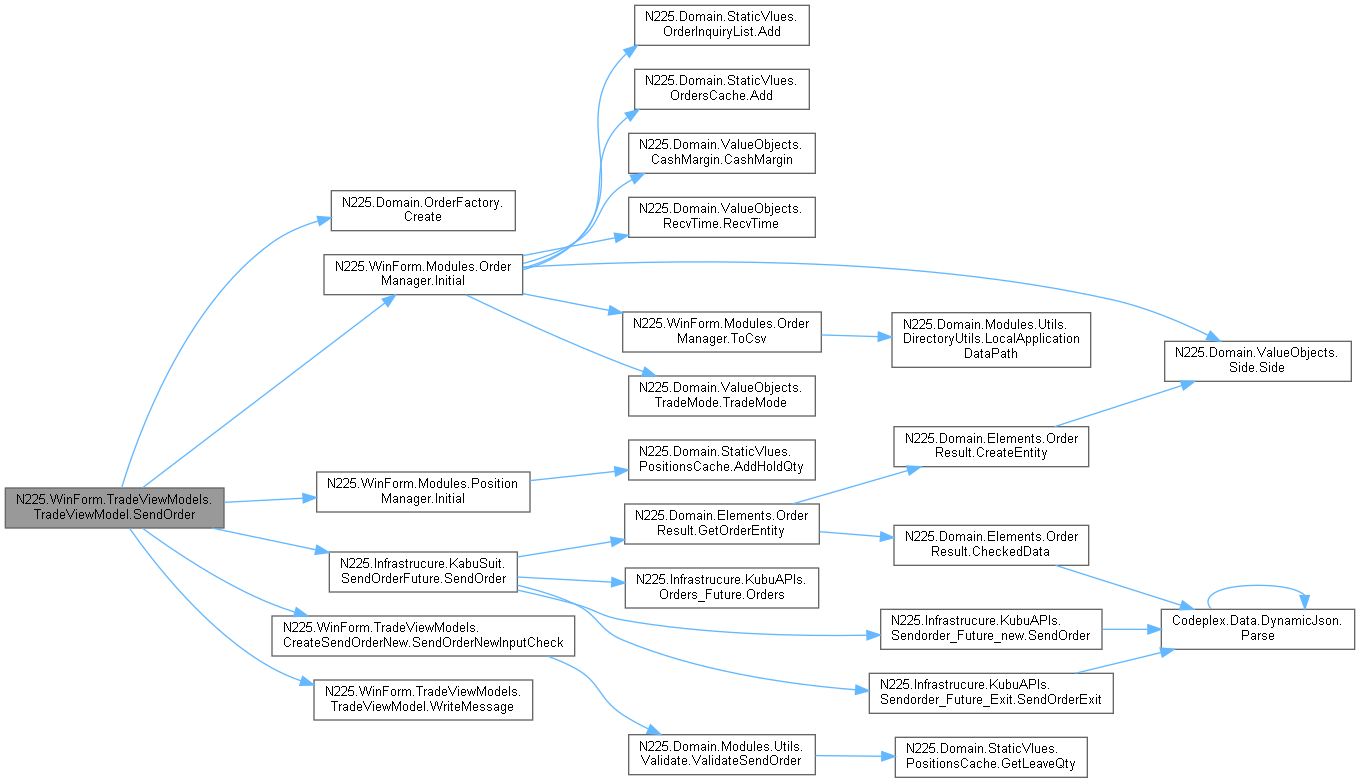 N225.Domain.StaticVlues.
OrderInquiryList.Add
N225.Domain.StaticVlues.
OrdersCache.Add
N225.Domain.ValueObjects.
CashMargin.CashMargin
N225.Domain.OrderFactory.
Create
N225.Domain.ValueObjects.
RecvTime.RecvTime
N225.WinForm.Modules.Order
Manager.Initial
N225.WinForm.Modules.Order
Manager.ToCsv
N225.Domain.Modules.Utils.
DirectoryUtils.LocalApplication
DataPath
N225.Domain.ValueObjects.
Side.Side
N225.Domain.ValueObjects.
TradeMode.TradeMode
N225.Domain.StaticVlues.
PositionsCache.AddHoldQty
N225.Domain.Elements.Order
Result.CreateEntity
N225.WinForm.Modules.Position
Manager.Initial
N225.WinForm.TradeViewModels.
TradeViewModel.SendOrder
N225.Domain.Elements.Order
Result.GetOrderEntity
N225.Domain.Elements.Order
Result.CheckedData
N225.Infrastrucure.KabuSuit.
SendOrderFuture.SendOrder
N225.Infrastrucure.KubuAPIs.
Orders_Future.Orders
N225.WinForm.TradeViewModels.
CreateSendOrderNew.SendOrderNewInputCheck
N225.Infrastrucure.KubuAPIs.
Sendorder_Future_new.SendOrder
Codeplex.Data.DynamicJson.
Parse
N225.WinForm.TradeViewModels.
TradeViewModel.WriteMessage
N225.Infrastrucure.KubuAPIs.
Sendorder_Future_Exit.SendOrderExit
N225.Domain.Modules.Utils.
Validate.ValidateSendOrder
N225.Domain.StaticVlues.
PositionsCache.GetLeaveQty